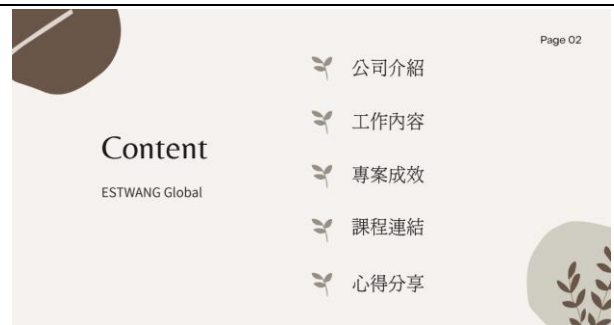 Page 02
Content
ESTWANG Global
公司介紹
工作內容
專案成效
課程連結
心得分享